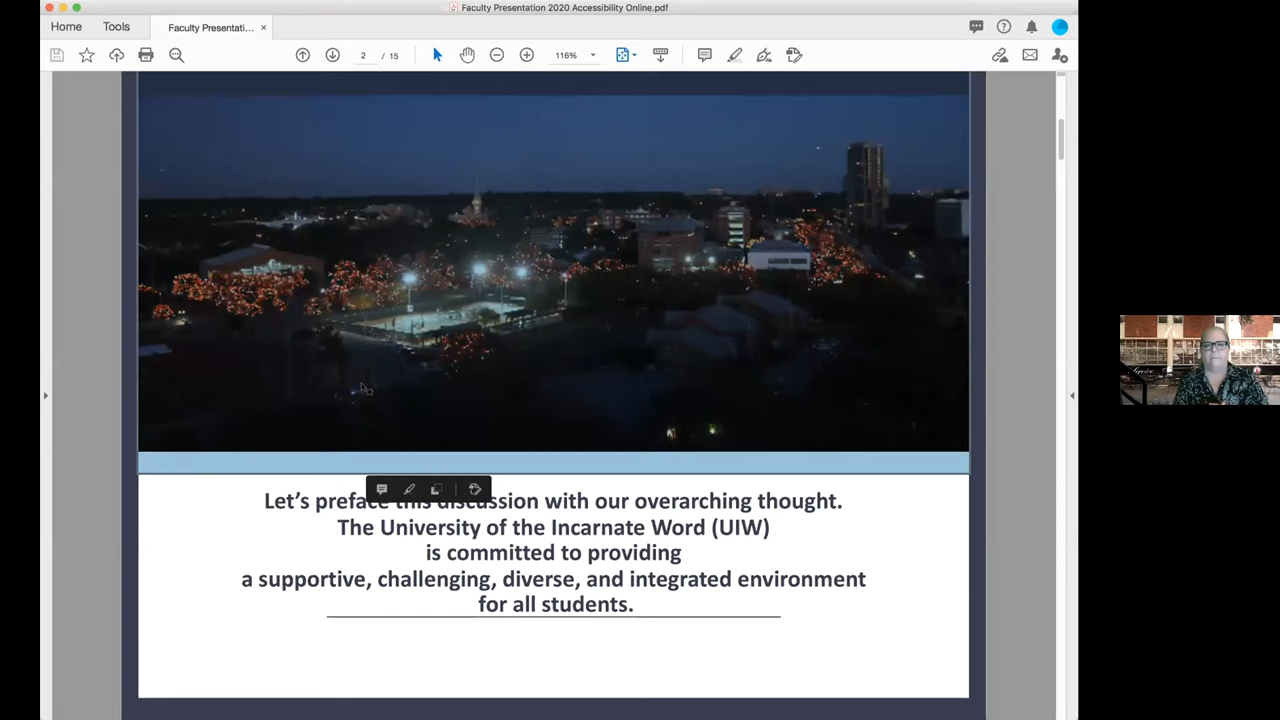 Faculty Presentation 2020 Accessibility Online.pdf
Home
Tools
Faculty Presentati...
2 / 15
116%
Let’s preface this discussion with our overarching thought.
The University of the Incarnate Word (UIW)
is committed to providing
a supportive, challenging, diverse, and integrated environment
for all students.